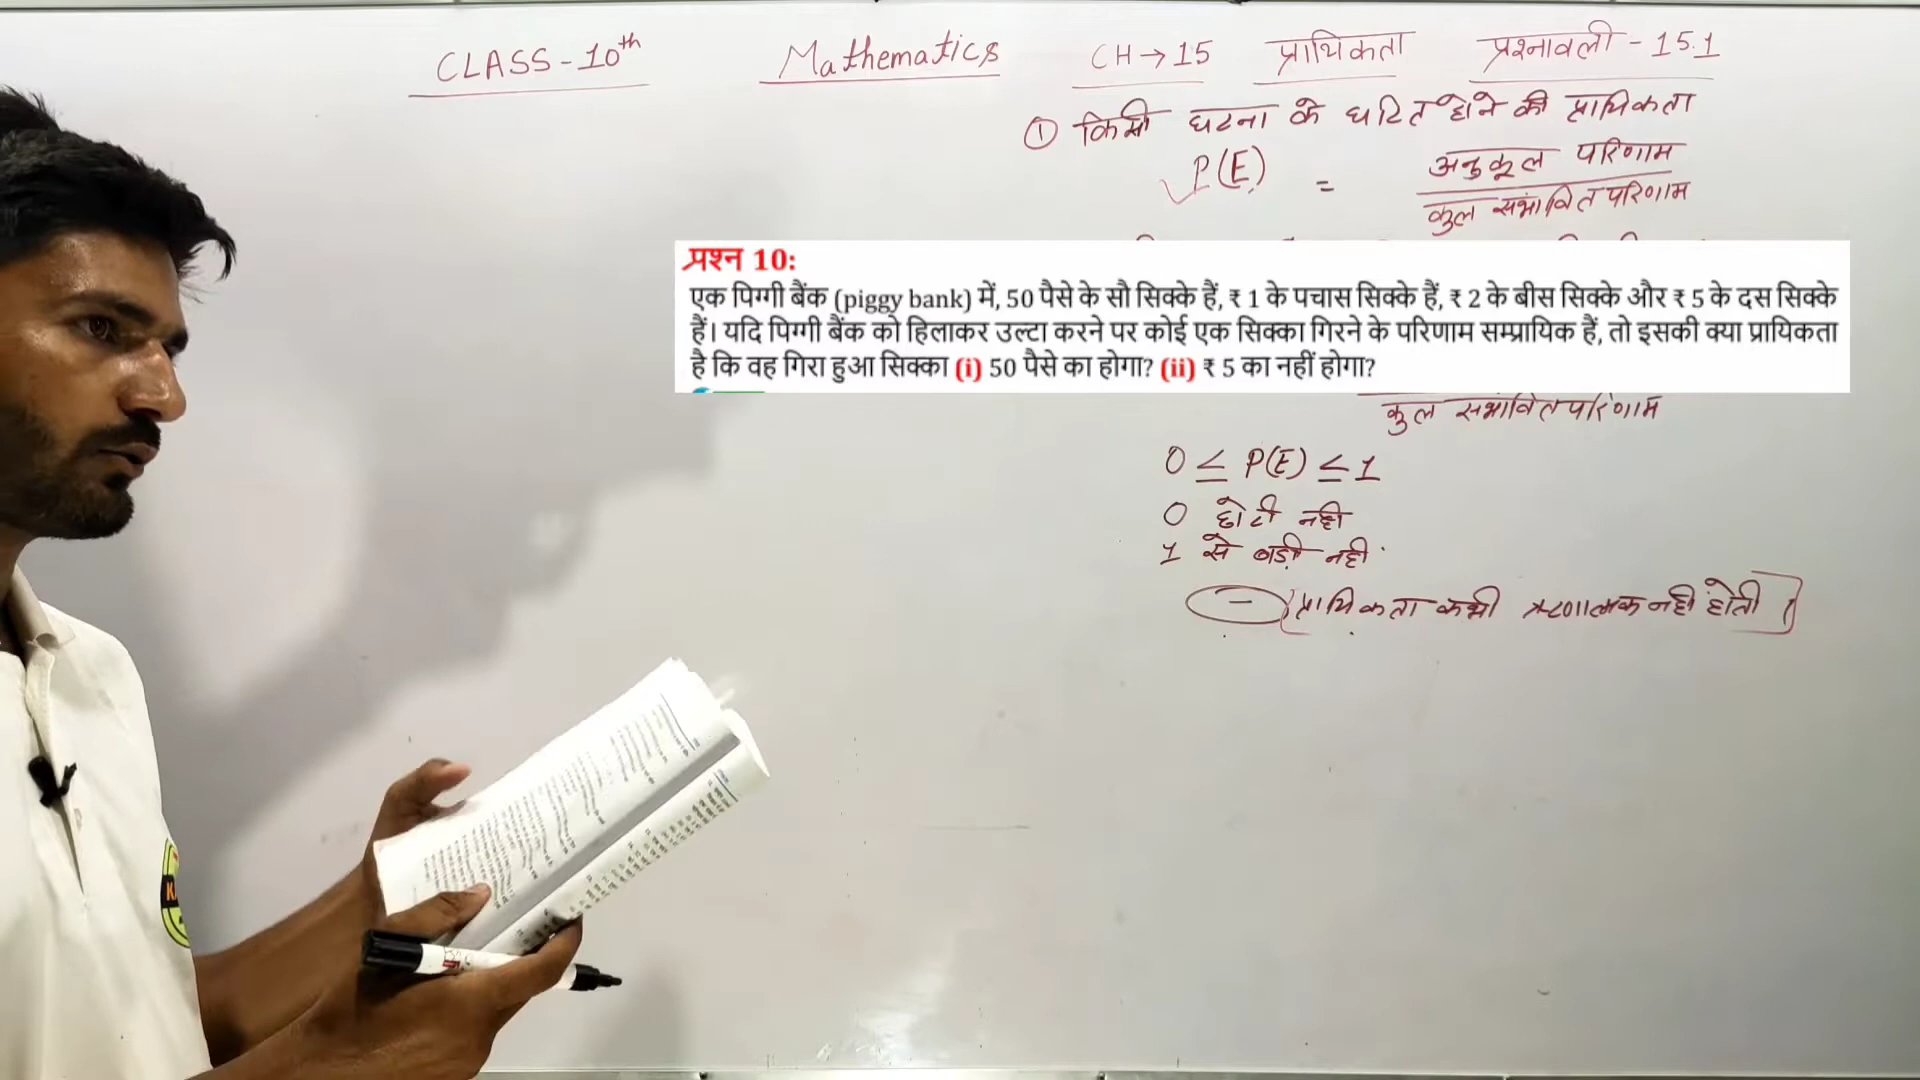 CLASS - 10th Mathematics CH → 15 प्रायिकता प्रश्नावली - 15.1
① किसी घटना के घटित होने की प्रायिकता
P(E) = अनुकूल परिणाम
कुल संभावित परिणाम
प्रश्न 10:
एक पिग्गी बैंक (piggy bank) में, 50 पैसे के सौ सिक्के हैं, ₹ 1 के पचास सिक्के हैं, ₹ 2 के बीस सिक्के और ₹ 5 के दस सिक्के
हैं। यदि पिग्गी बैंक को हिलाकर उल्टा करने पर कोई एक सिक्का गिरने के परिणाम सम्प्रायिक हैं, तो इसकी क्या प्रायिकता
है कि वह गिरा हुआ सिक्का (i) 50 पैसे का होगा? (ii) ₹ 5 का नहीं होगा?
कुल संभावित परिणाम
0 ≤ P(E) ≤ 1
0 छोटी नही
1 से बड़ी नही
- [प्रायिकता कभी ऋणात्मक नही होती]